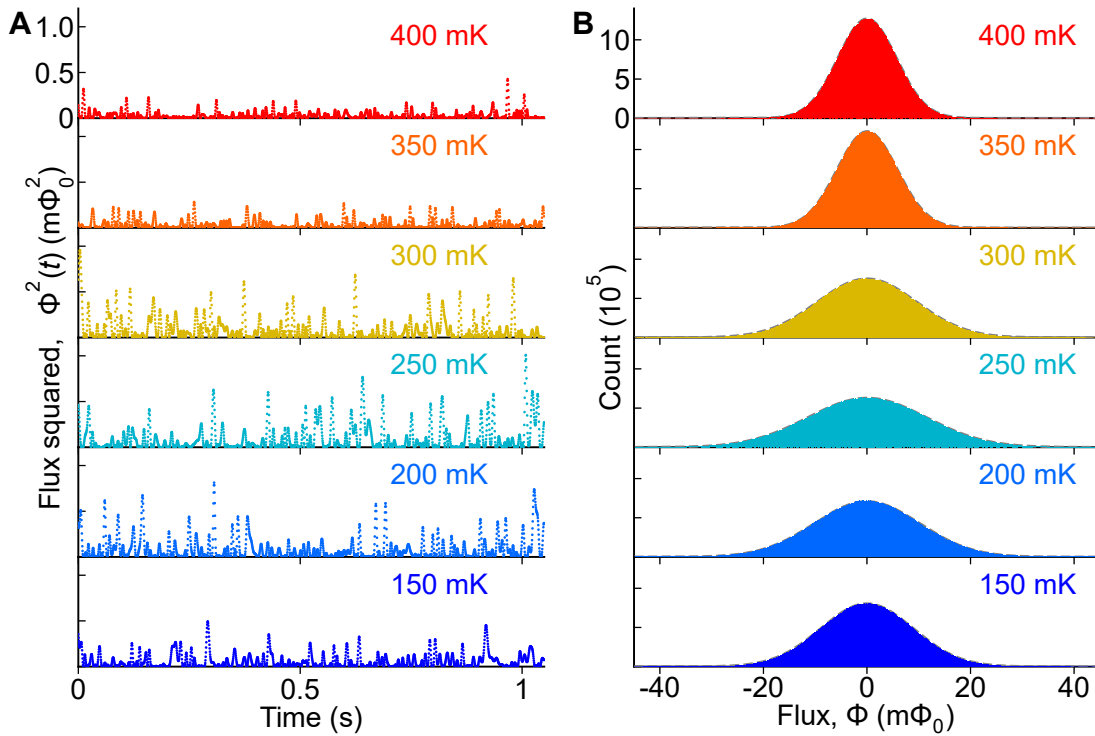 A
1.0
0.5
0
400 mK
350 mK
300 mK
250 mK
200 mK
150 mK
Flux squared, Φ²(t) (mΦ₀²)
0
0.5
1
Time (s)
B
10
5
0
400 mK
350 mK
300 mK
250 mK
200 mK
150 mK
Count (10⁵)
-40
-20
0
20
40
Flux, Φ (mΦ₀)